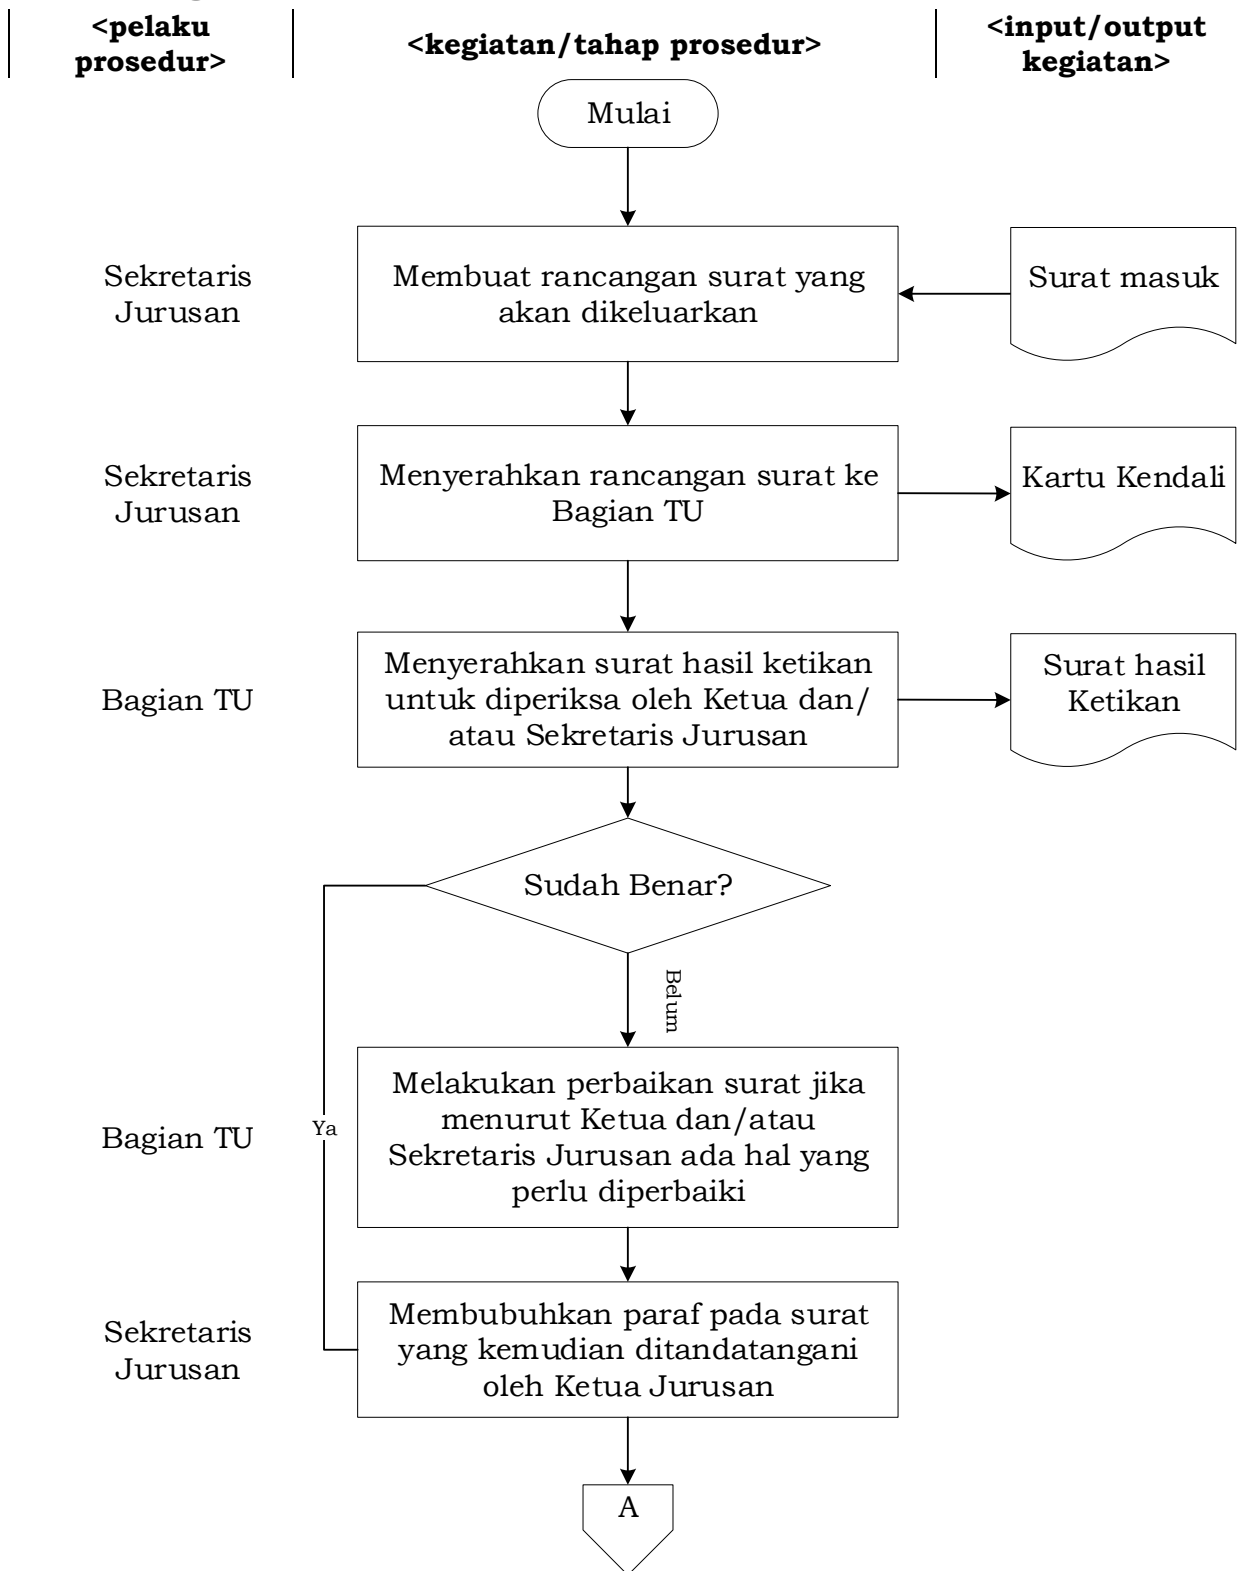 <pelaku
prosedur>
<kegiatan/tahap prosedur>
<input/output
kegiatan>
Mulai
Sekretaris
Jurusan
Membuat rancangan surat yang
akan dikeluarkan
Surat masuk
Sekretaris
Jurusan
Menyerahkan rancangan surat ke
Bagian TU
Kartu Kendali
Bagian TU
Menyerahkan surat hasil ketikan
untuk diperiksa oleh Ketua dan/
atau Sekretaris Jurusan
Surat hasil
Ketikan
Sudah Benar?
Belum
Bagian TU
Ya
Melakukan perbaikan surat jika
menurut Ketua dan/atau
Sekretaris Jurusan ada hal yang
perlu diperbaiki
Sekretaris
Jurusan
Membubuhkan paraf pada surat
yang kemudian ditandatangani
oleh Ketua Jurusan
A